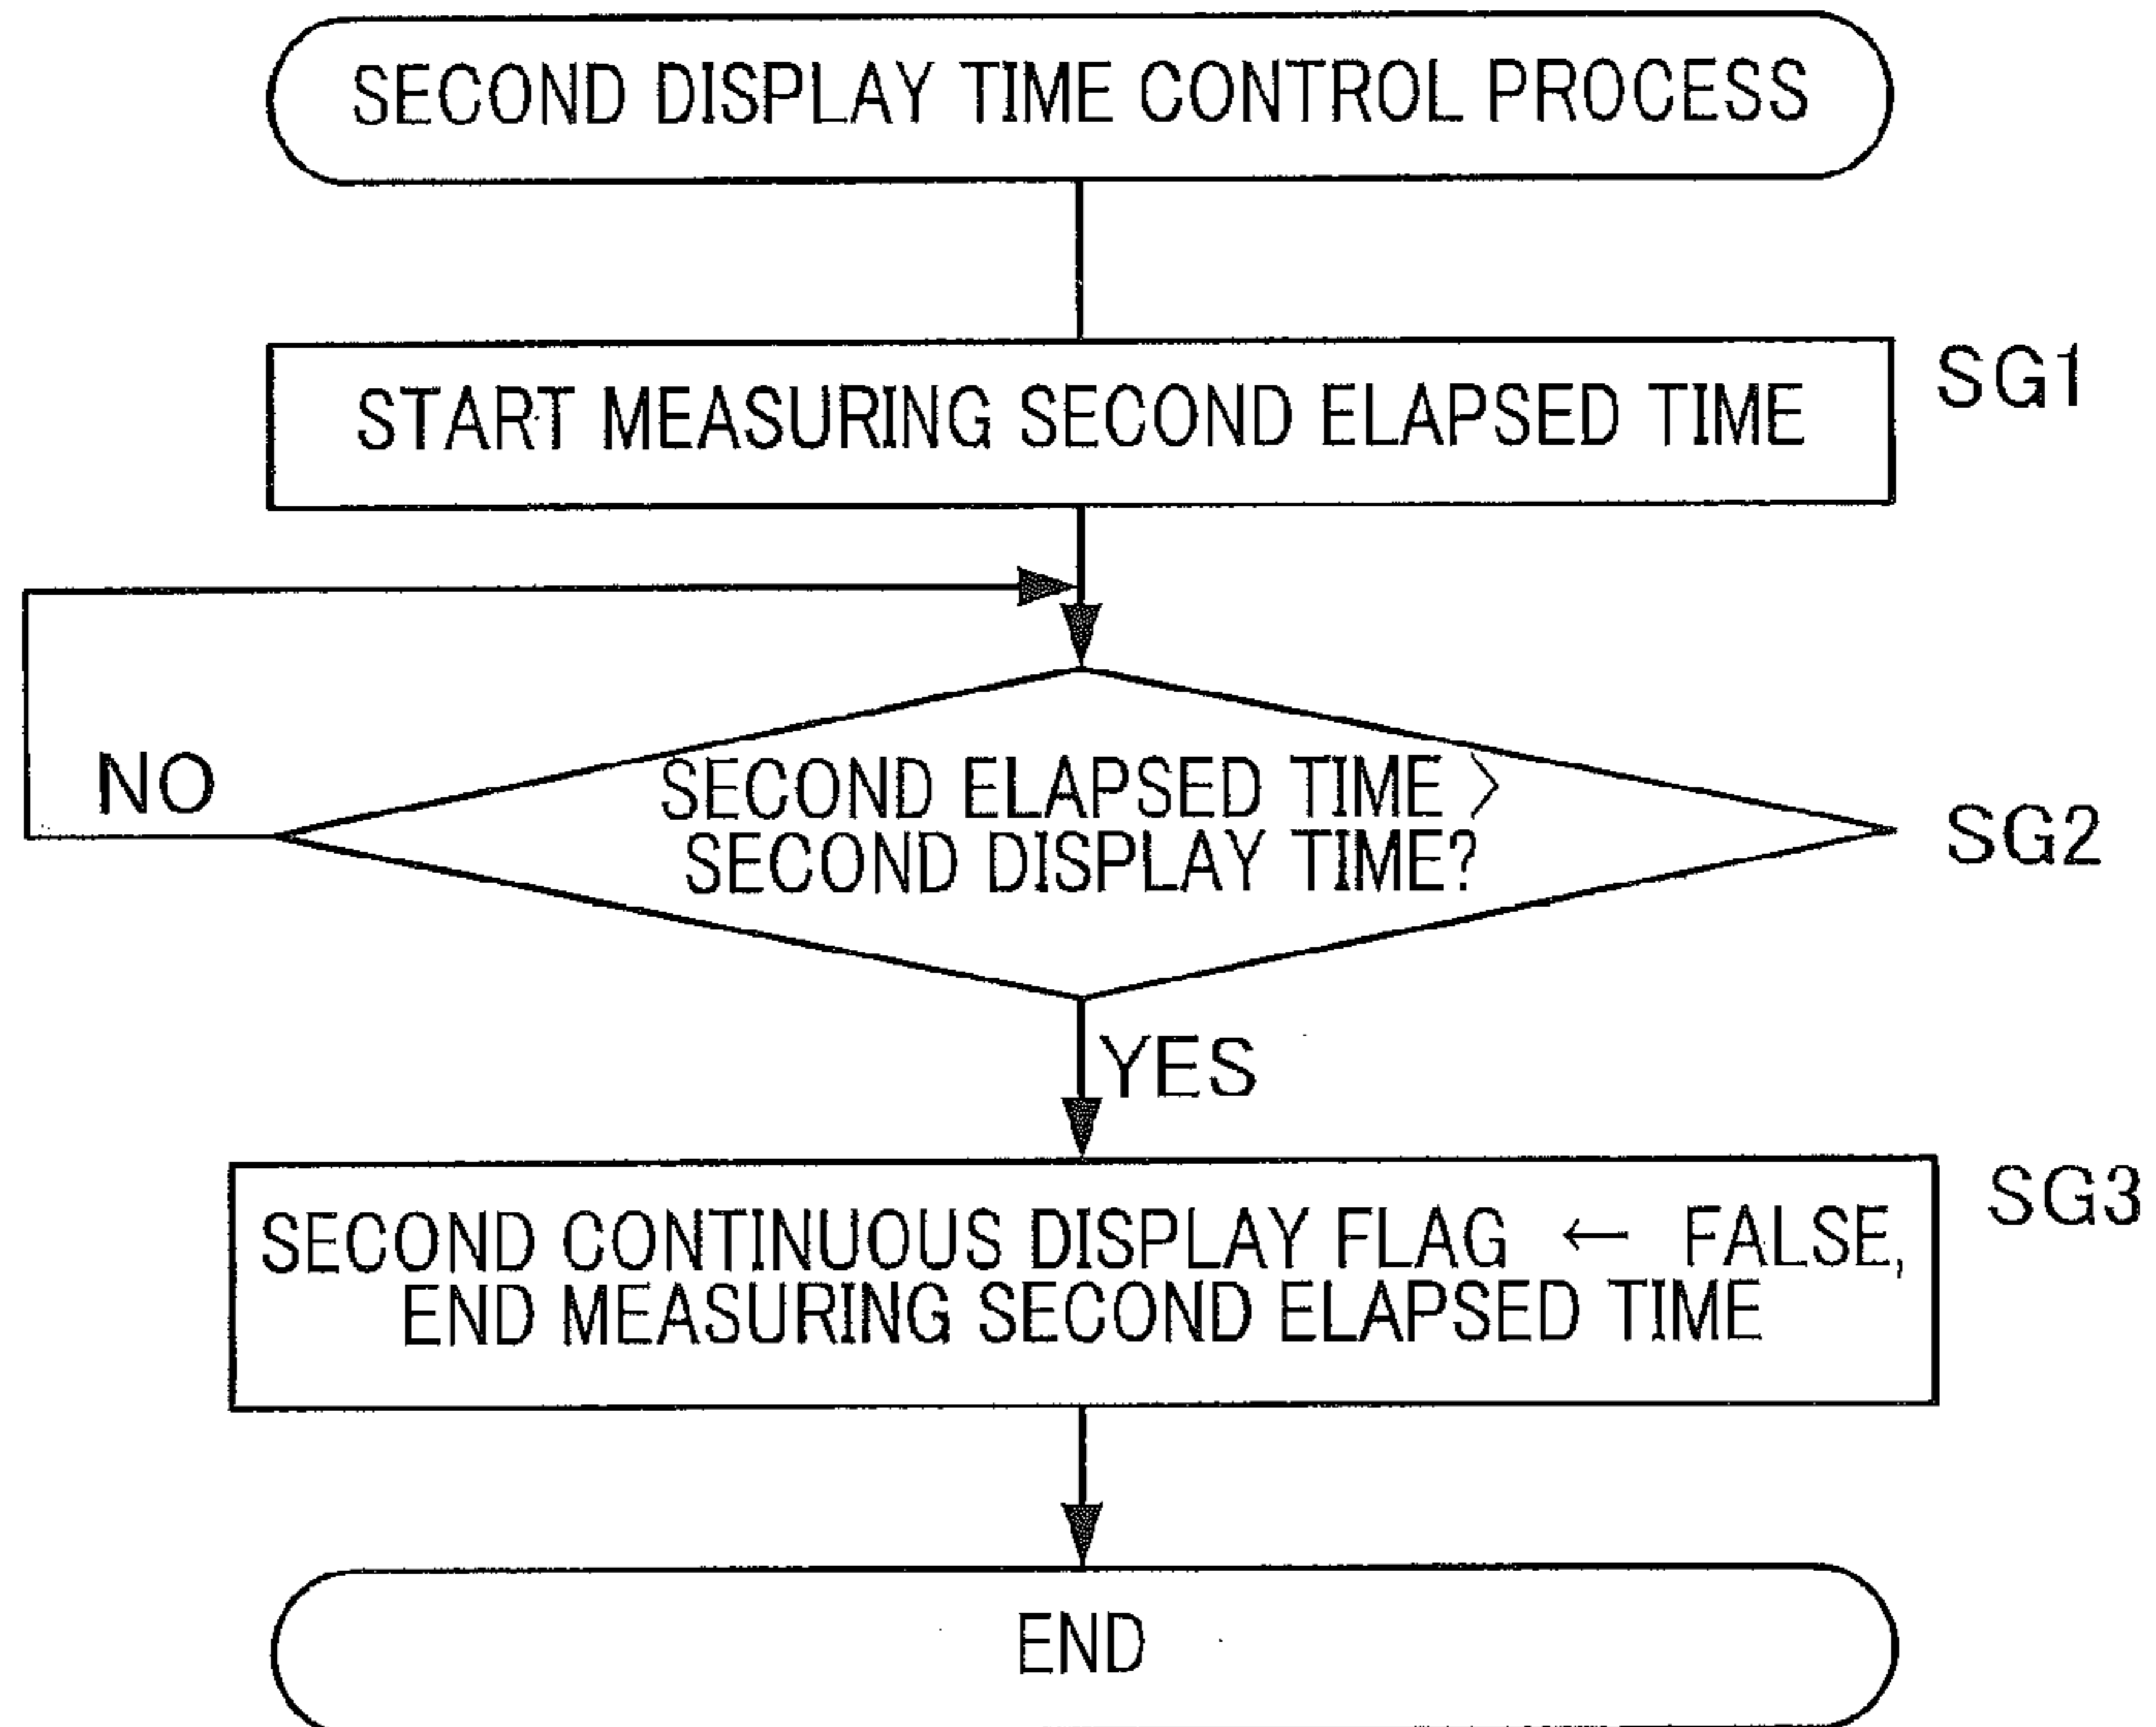 SECOND DISPLAY TIME CONTROL PROCESS
START MEASURING SECOND ELAPSED TIME
SG1
NO
SECOND ELAPSED TIME >
SECOND DISPLAY TIME?
SG2
YES
SECOND CONTINUOUS DISPLAY FLAG ← FALSE,
END MEASURING SECOND ELAPSED TIME
SG3
END